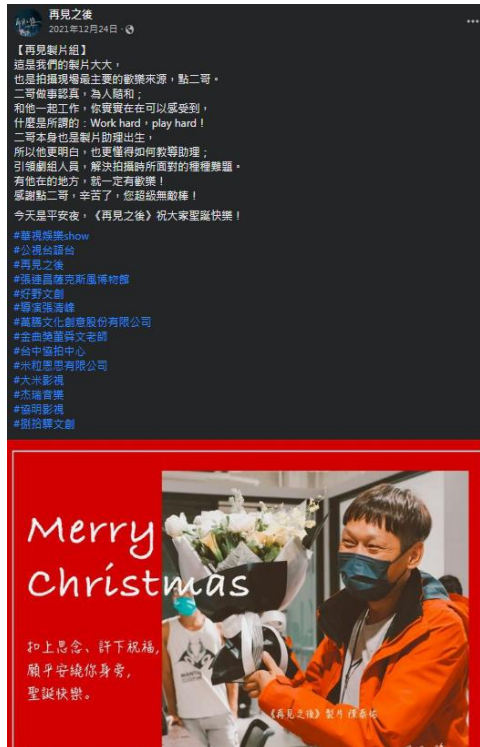 再見之後
2021年12月24日
【再見製片組】
這是我們的製片大大，
也是拍攝現場最主要的歡樂來源，點二哥。
二哥做事認真，為人隨和；
和他一起工作，你實實在在可以感受到，
什麼是所謂的：Work hard，play hard！
二哥本身也是製片助理出生，
所以他更明白，也更懂得如何教導助理；
引領劇組人員，解決拍攝時所面對的種種難題。
有他在的地方，就一定有歡樂！
感謝點二哥，辛苦了，您超級無敵棒！
今天是平安夜，《再見之後》祝大家聖誕快樂！
#華視娛樂show
#公視台語台
#再見之後
#張連昌薩克斯風博物館
#好野文創
#導演張清峰
#萬騰文化創意股份有限公司
#金曲獎董舜文老師
#台中協拍中心
#米粒恩思有限公司
#大米影視
#杰瑞音樂
#協明影視
#捌拾驛文創
Merry
Christmas
扣上思念、許下祝福，
願平安繞你身旁，
聖誕快樂。